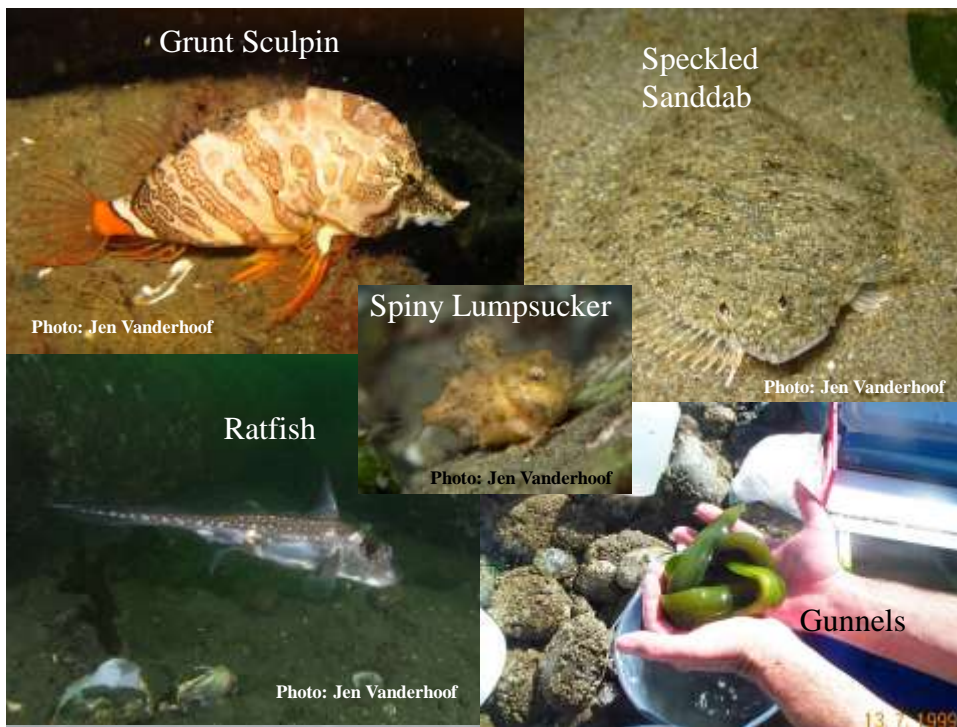 Grunt Sculpin
Photo: Jen Vanderhoof
Speckled
Sanddab
Photo: Jen Vanderhoof
Spiny Lumpsucker
Photo: Jen Vanderhoof
Ratfish
Photo: Jen Vanderhoof
Gunnels
13 7 1999